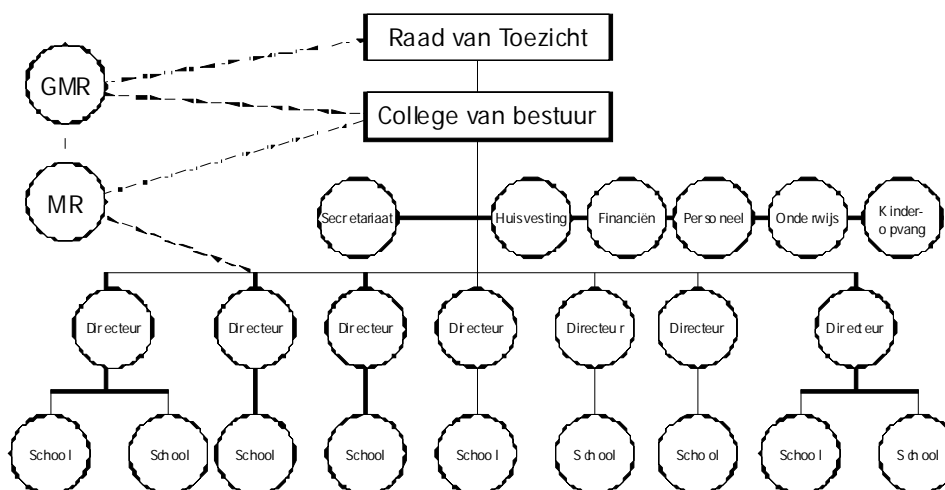 Raad van Toezicht
GMR
College van bestuur
MR
Secretariaat
Huisvesting
Financiën
Personeel
Onderwijs
Kinder-
opvang
Directeur
Directeur
Directeur
Directeur
Directeur
Directeur
Directeur
School
School
School
School
School
School
School
School
School